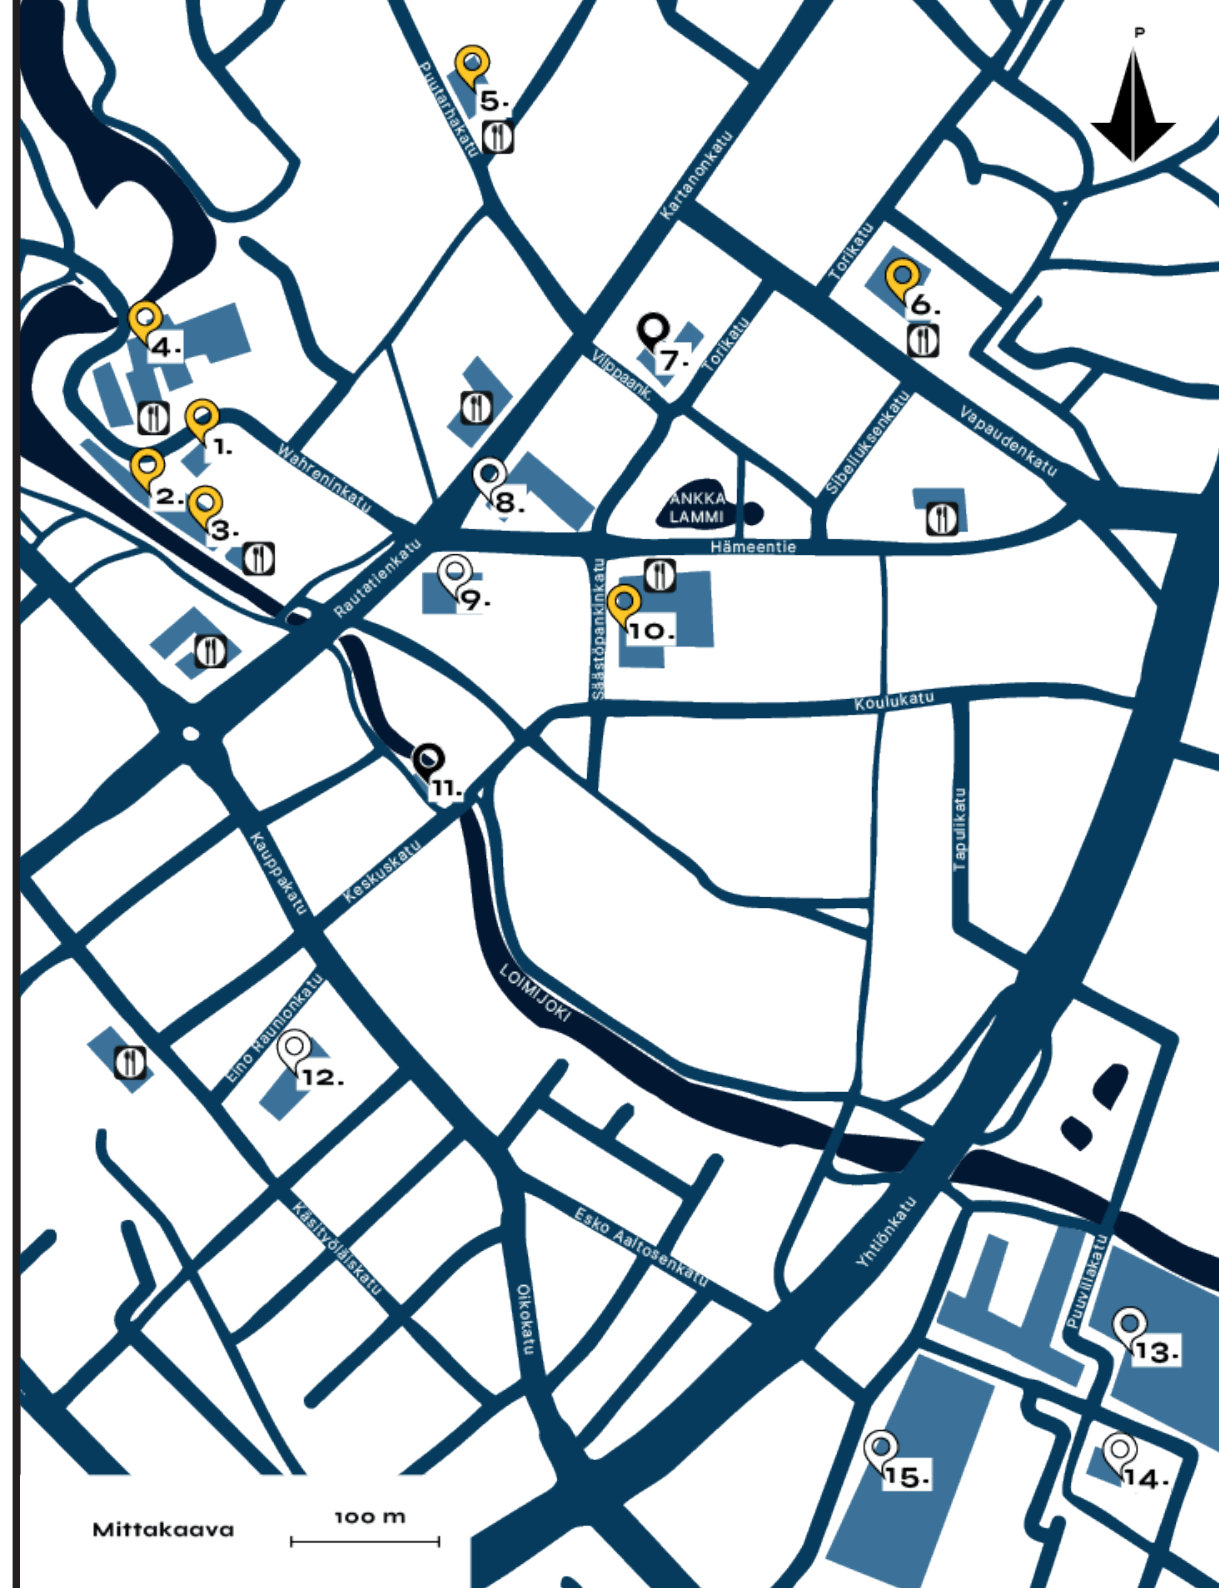 P
Puutarhakatu
5.
Kartanonkatu
Torikatu
6.
4.
7.
Torikatu
Vilppaank.
1.
Wahreninkatu
Sibeliuksenkatu
Vapaudenkatu
2.
3.
8.
ANKKA
LAMMI
Hämeentie
Rautatienkatu
9.
Säästöpankinkatu
10.
Koulukatu
11.
Kauppakatu
Keskuskatu
Tapulikatu
LOIMIJOKI
Eino Raunionkatu
12.
Käsityöläiskatu
Esko Aaltosenkatu
Yhtiönkatu
Oikokatu
Puuvillakatu
13.
15.
14.
Mittakaava
100 m